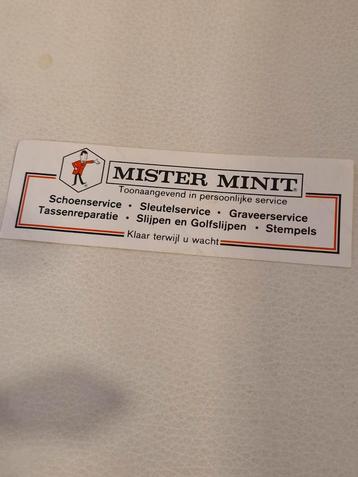 MISTER MINIT®
Toonaangevend in persoonlijke service
Schoenservice • Sleutelservice • Graveerservice
Tassenreparatie • Slijpen en Golfslijpen • Stempels
Klaar terwijl u wacht